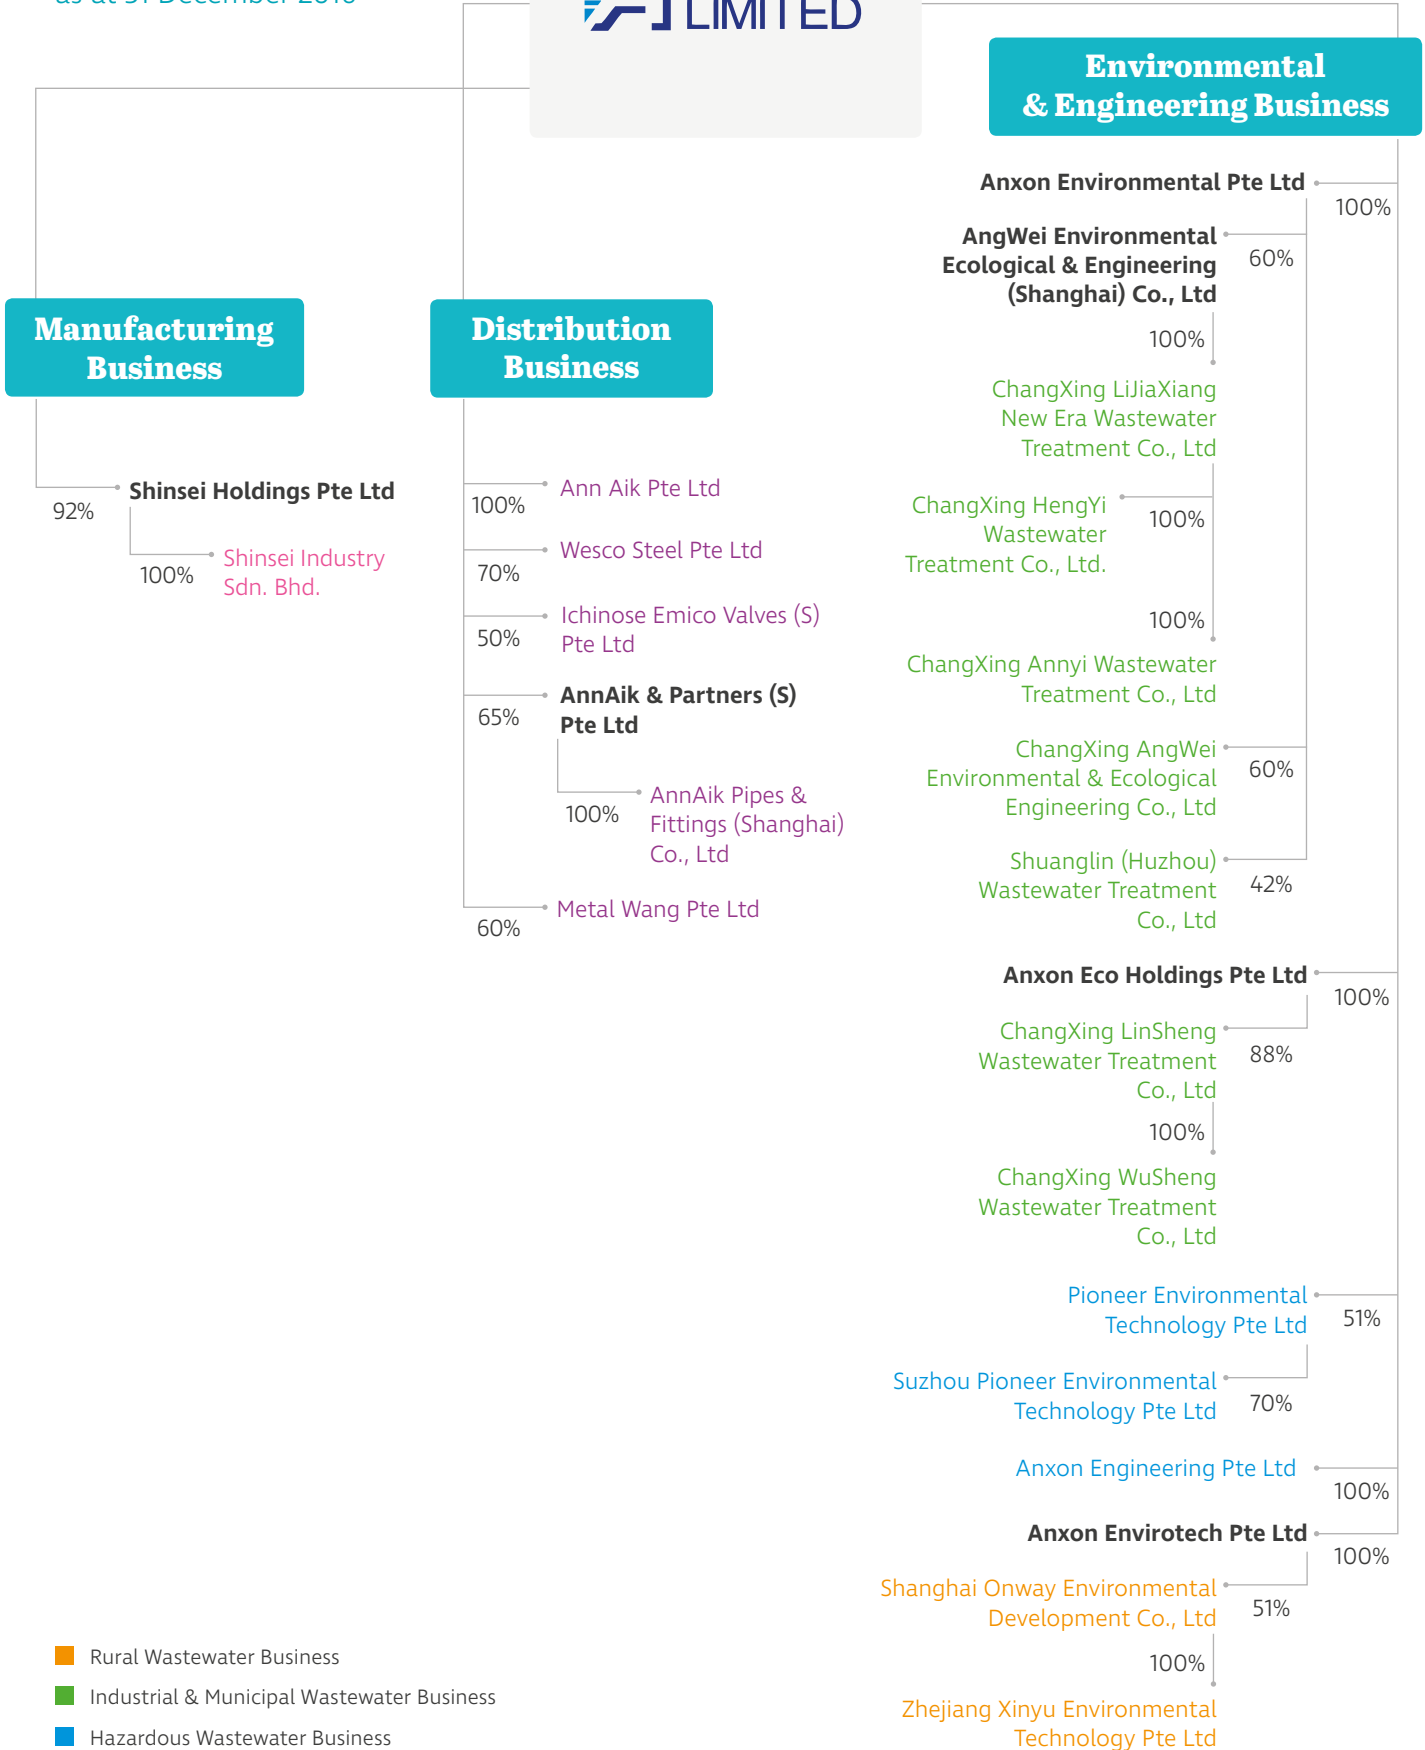 LIMITED
Environmental
& Engineering Business
Anxon Environmental Pte Ltd
100%
AngWei Environmental
Ecological & Engineering
(Shanghai) Co., Ltd
60%
100%
ChangXing LiJiaXiang
New Era Wastewater
Treatment Co., Ltd
ChangXing HengYi
Wastewater
Treatment Co., Ltd.
100%
100%
ChangXing Annyi Wastewater
Treatment Co., Ltd
ChangXing AngWei
Environmental & Ecological
Engineering Co., Ltd
60%
Shuanglin (Huzhou)
Wastewater Treatment
Co., Ltd
42%
Anxon Eco Holdings Pte Ltd
100%
ChangXing LinSheng
Wastewater Treatment
Co., Ltd
88%
100%
ChangXing WuSheng
Wastewater Treatment
Co., Ltd
Pioneer Environmental
Technology Pte Ltd
51%
Suzhou Pioneer Environmental
Technology Pte Ltd
70%
Anxon Engineering Pte Ltd
100%
Anxon Envirotech Pte Ltd
100%
Shanghai Onway Environmental
Development Co., Ltd
51%
100%
Zhejiang Xinyu Environmental
Technology Pte Ltd
Manufacturing
Business
92%
Shinsei Holdings Pte Ltd
100%
Shinsei Industry
Sdn. Bhd.
Distribution
Business
100%
Ann Aik Pte Ltd
70%
Wesco Steel Pte Ltd
50%
Ichinose Emico Valves (S)
Pte Ltd
65%
AnnAik & Partners (S)
Pte Ltd
100%
AnnAik Pipes &
Fittings (Shanghai)
Co., Ltd
60%
Metal Wang Pte Ltd
Rural Wastewater Business
Industrial & Municipal Wastewater Business
Hazardous Wastewater Business